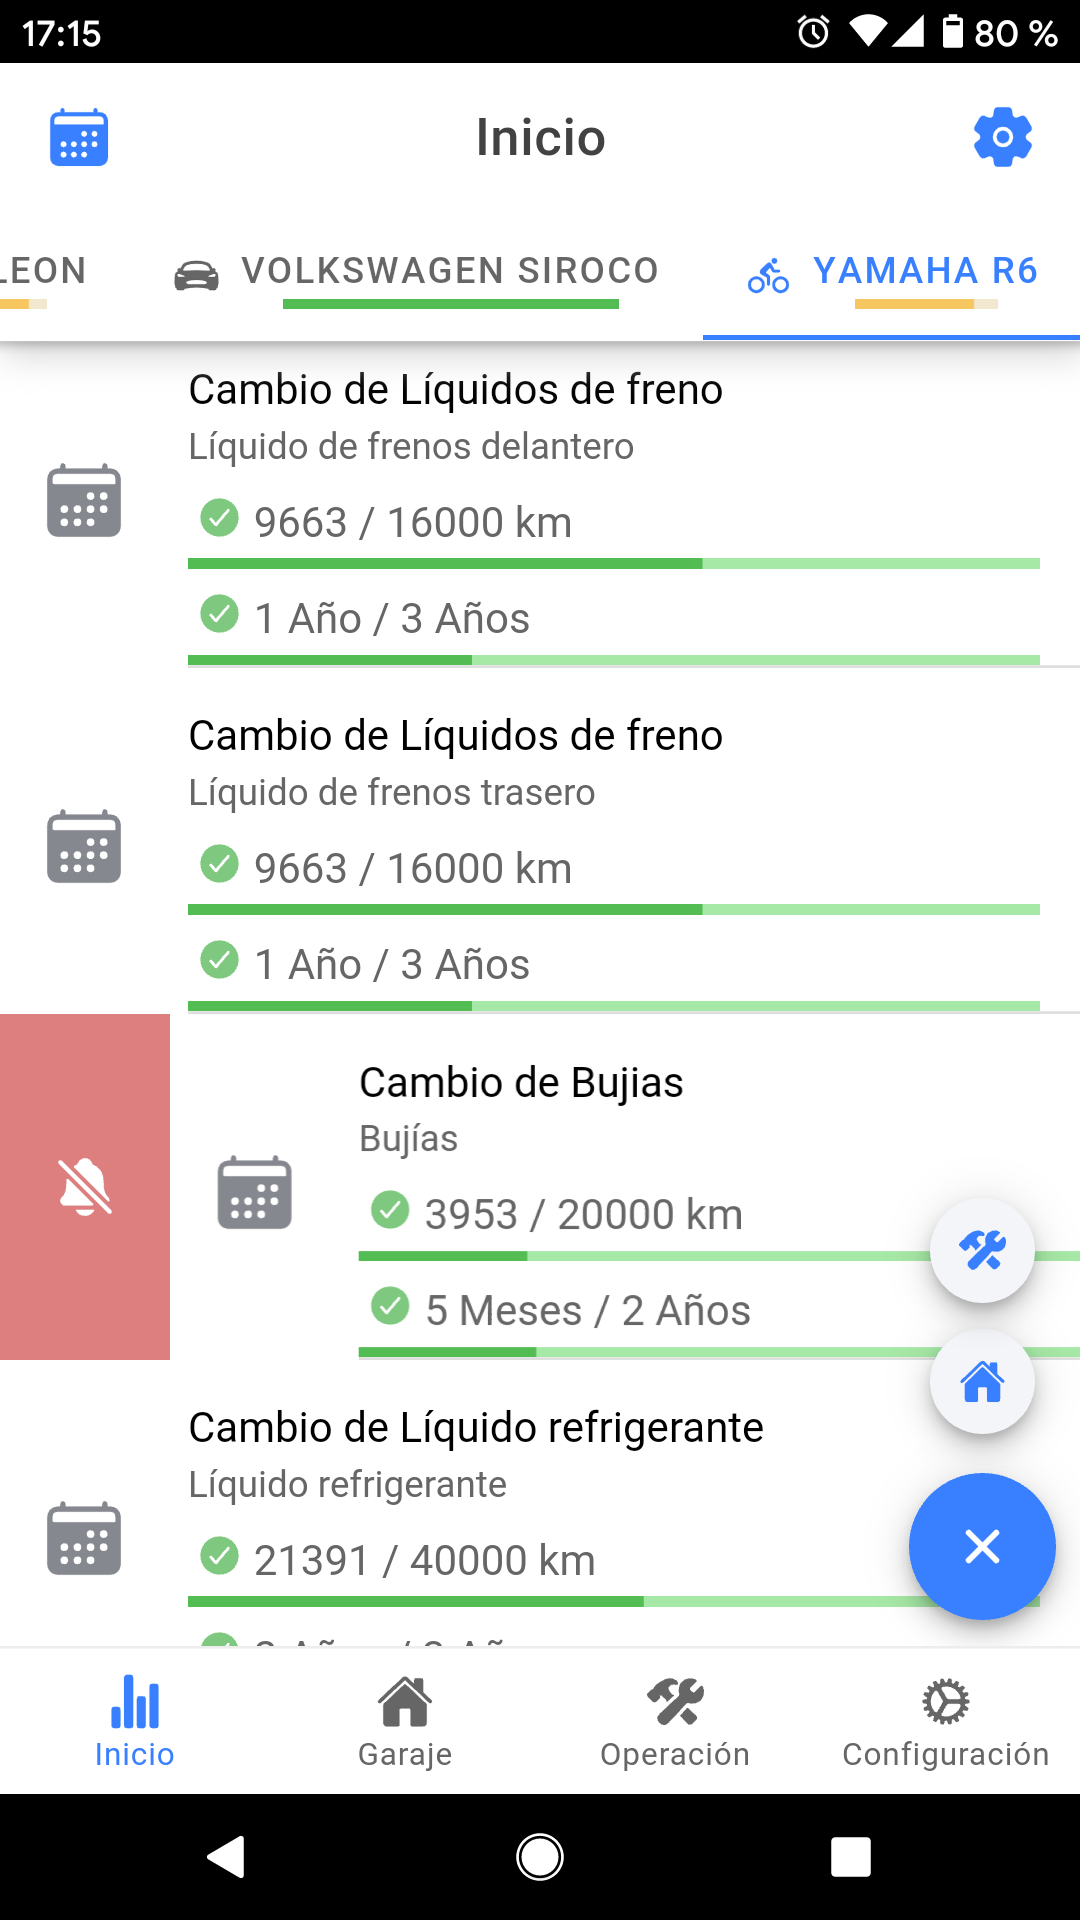 17:15
80 %
Inicio
LEON
VOLKSWAGEN SIROCO
YAMAHA R6
Cambio de Líquidos de freno
Líquido de frenos delantero
9663 / 16000 km
1 Año / 3 Años
Cambio de Líquidos de freno
Líquido de frenos trasero
9663 / 16000 km
1 Año / 3 Años
Cambio de Bujias
Bujías
3953 / 20000 km
5 Meses / 2 Años
Cambio de Líquido refrigerante
Líquido refrigerante
21391 / 40000 km
Inicio
Garaje
Operación
Configuración